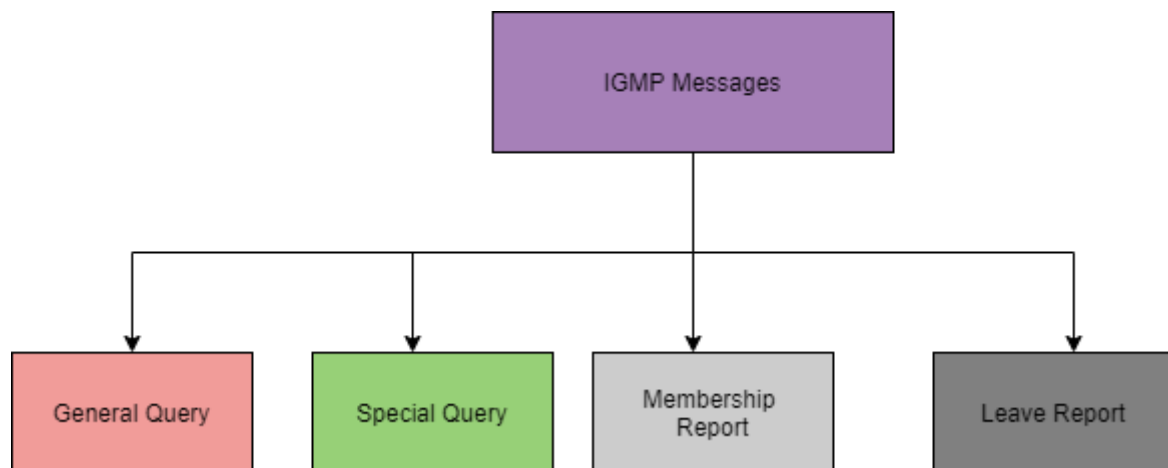 IGMP Messages
General Query
Special Query
Membership
Report
Leave Report